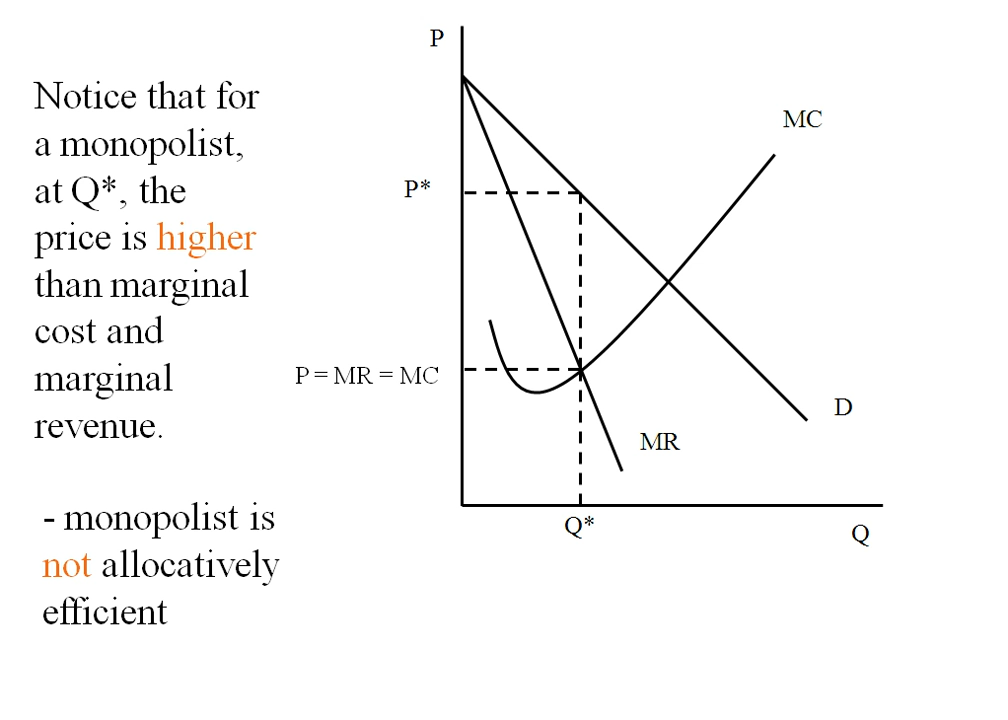 Notice that for
a monopolist,
at Q*, the
price is higher
than marginal
cost and
marginal
revenue.
- monopolist is
not allocatively
efficient
P
MC
P*
P = MR = MC
D
MR
Q*
Q